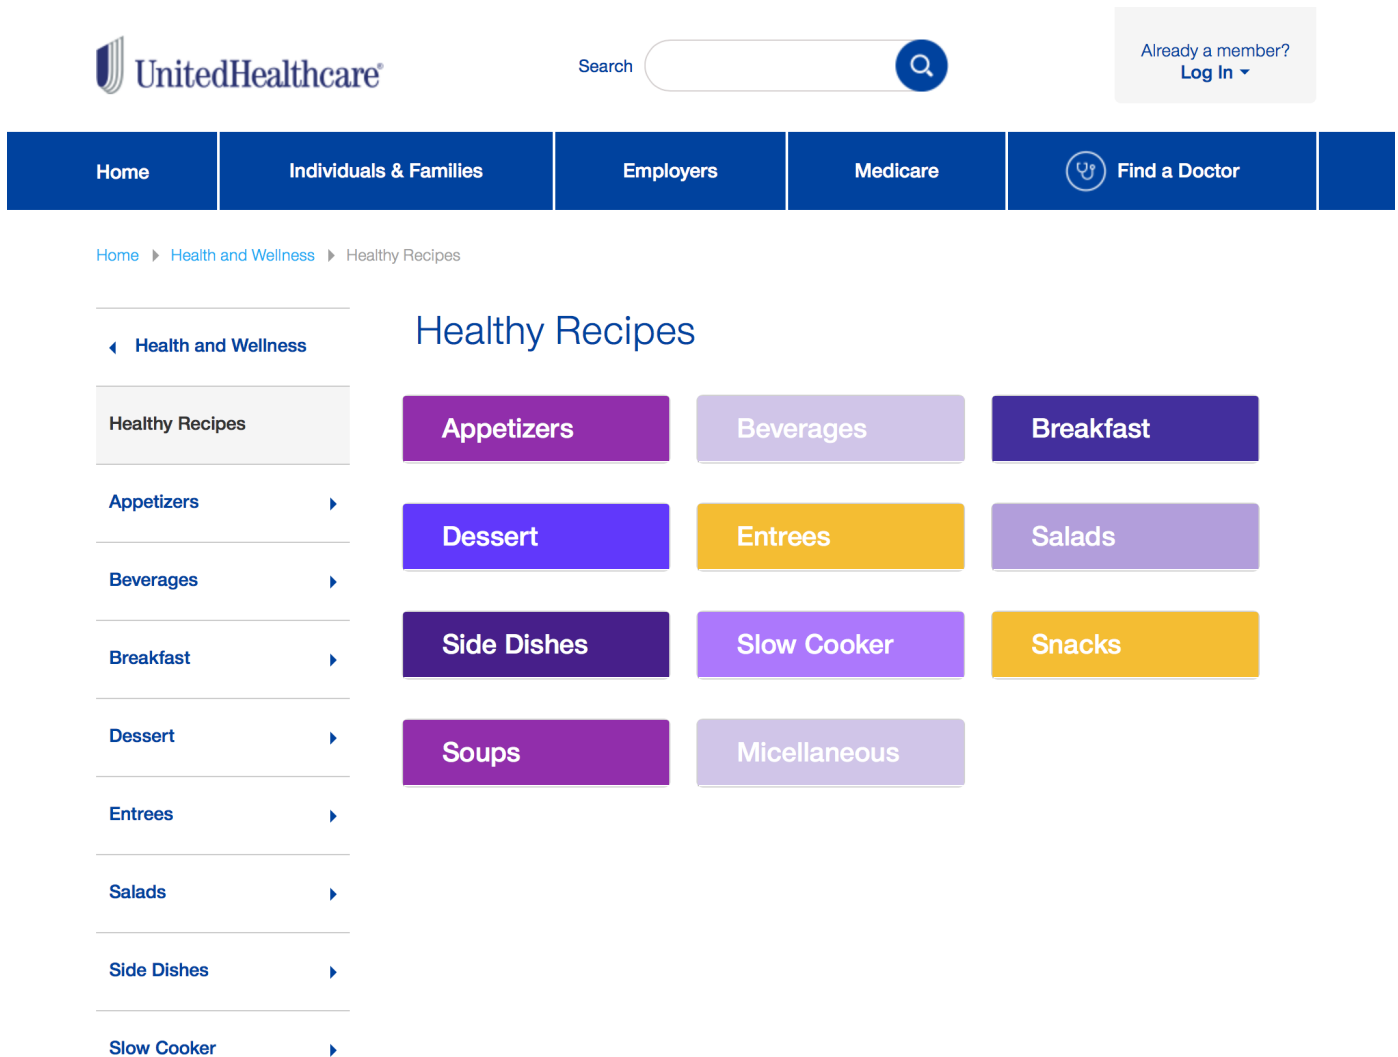 UnitedHealthcare®
Search
Already a member?
Log In
Home
Individuals & Families
Employers
Medicare
Find a Doctor
Home Health and Wellness Healthy Recipes
Health and Wellness
Healthy Recipes
Appetizers
Beverages
Breakfast
Dessert
Entrees
Salads
Side Dishes
Slow Cooker
Healthy Recipes
Appetizers
Beverages
Breakfast
Dessert
Entrees
Salads
Side Dishes
Slow Cooker
Snacks
Soups
Micellaneous